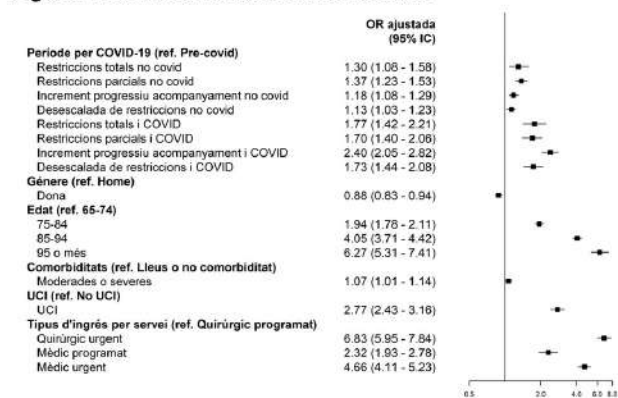 OR ajustada
(95% IC)
Període per COVID-19 (ref. Pre-covid)
Restriccions totals no covid 1.30 (1.08 - 1.58)
Restriccions parcials no covid 1.37 (1.23 - 1.53)
Increment progressiu acompanyament no covid 1.18 (1.08 - 1.29)
Desescalada de restriccions no covid 1.13 (1.03 - 1.23)
Restriccions totals i COVID 1.77 (1.42 - 2.21)
Restriccions parcials i COVID 1.70 (1.40 - 2.06)
Increment progressiu acompanyament i COVID 2.40 (2.05 - 2.82)
Desescalada de restriccions i COVID 1.73 (1.44 - 2.08)
Génere (ref. Home)
Dona 0.88 (0.83 - 0.94)
Edat (ref. 65-74)
75-84 1.94 (1.78 - 2.11)
85-94 4.05 (3.71 - 4.42)
95 o més 6.27 (5.31 - 7.41)
Comorbiditats (ref. Lleus o no comorbiditat)
Moderades o severes 1.07 (1.01 - 1.14)
UCI (ref. No UCI)
UCI 2.77 (2.43 - 3.16)
Tipus d'ingrés per servei (ref. Quirúrgic programat)
Quirúrgic urgent 6.83 (5.95 - 7.84)
Mèdic programat 2.32 (1.93 - 2.78)
Mèdic urgent 4.66 (4.11 - 5.23)
0.5 2.0 4.0 6.0 8.0